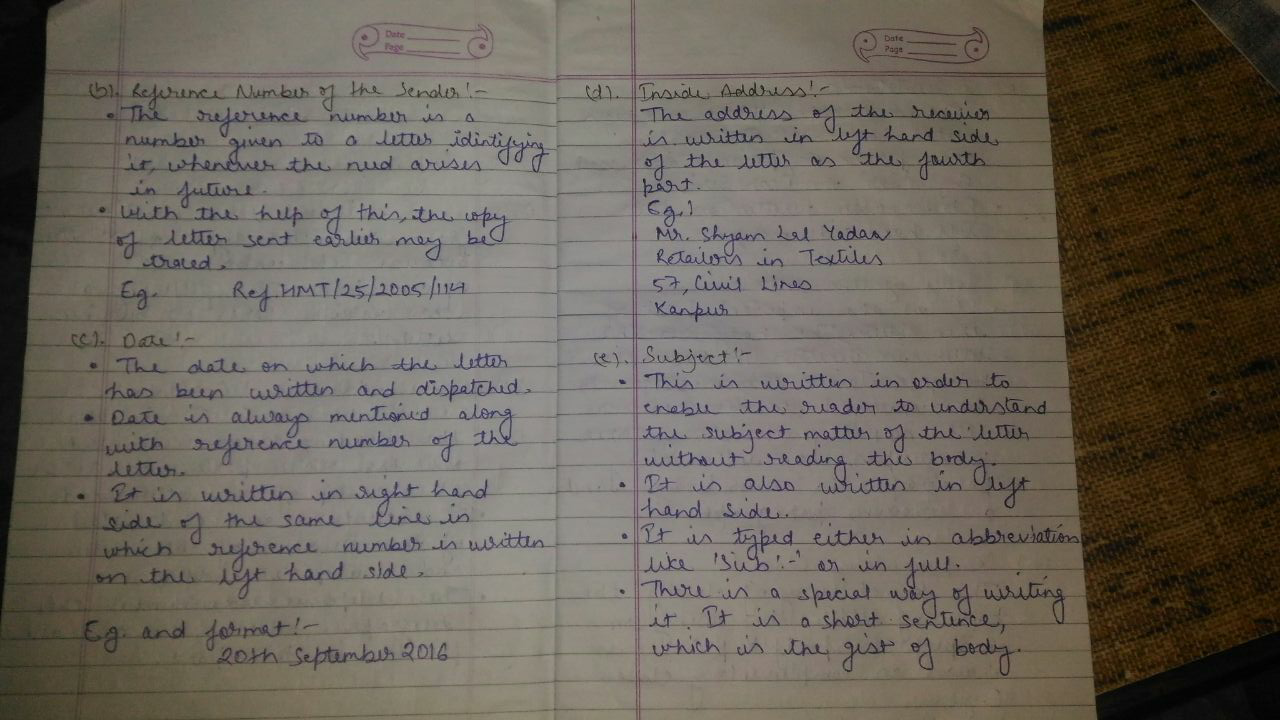 Date
Page
(b). Reference Number of the Sender:-
• The reference number is a
number given to a letter idintifying
it, whenever the need arises
in future.
• With the help of this, the copy
of letter sent earlier may be
traced.
Eg. Ref HMT/25/2005/114
(c). Date:-
• The date on which the letter
has been written and dispatched.
• Date is always mentioned along
with reference number of the
letter.
• It is written in right hand
side of the same line in
which reference number is written
on the left hand side.
Eg. and format:-
20th September 2016
Date
Page
(d). Inside Address:-
The address of the receiver
is written in left hand side
of the letter as the fourth
part.
Eg.
Mr. Shyam Lal Yadav
Retailers in Textiles
57, Civil Lines
Kanpur
(e). Subject:-
• This is written in order to
enable the reader to understand
the subject matter of the letter
without reading the body.
• It is also written in left
hand side.
• It is typed either in abbreviation
like 'Sub:-' or in full.
• There is a special way of writing
it. It is a short sentence,
which is the gist of body.